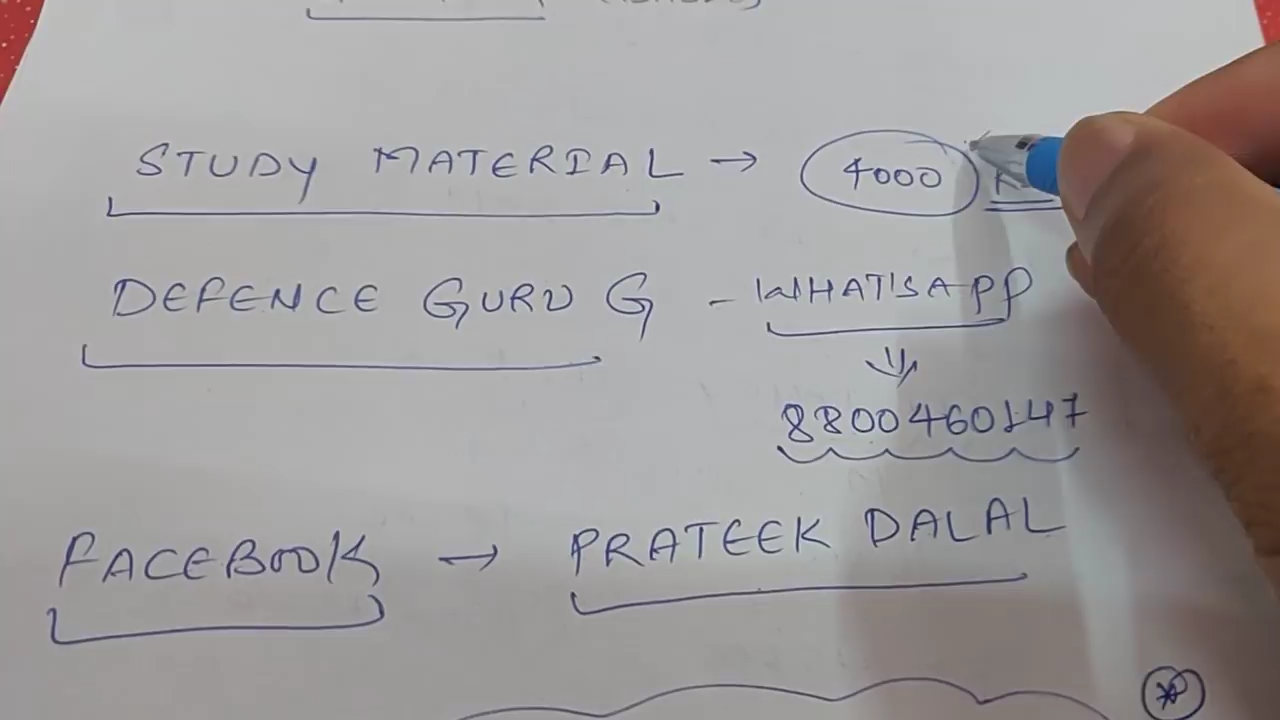 STUDY MATERIAL → 4000
DEFENCE GURU G - WHATSAPP
8800460147
FACEBOOK → PRATEEK DALAL